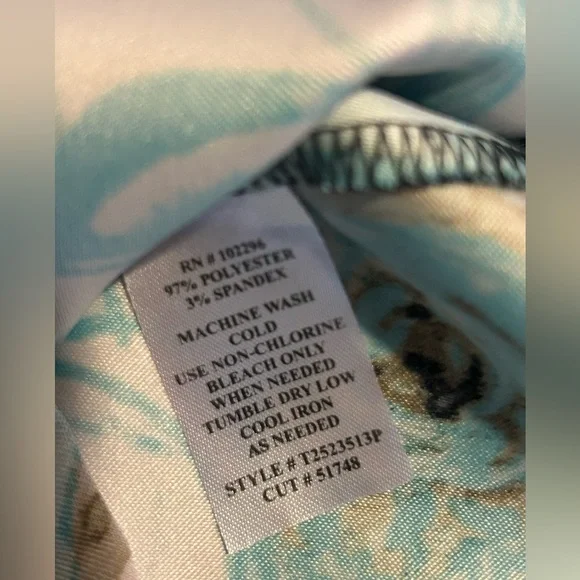 RN # 102296
97% POLYESTER
3% SPANDEX
MACHINE WASH
COLD
USE NON-CHLORINE
BLEACH ONLY
WHEN NEEDED
TUMBLE DRY LOW
COOL IRON
AS NEEDED
STYLE # T2523513P
CUT # 51748